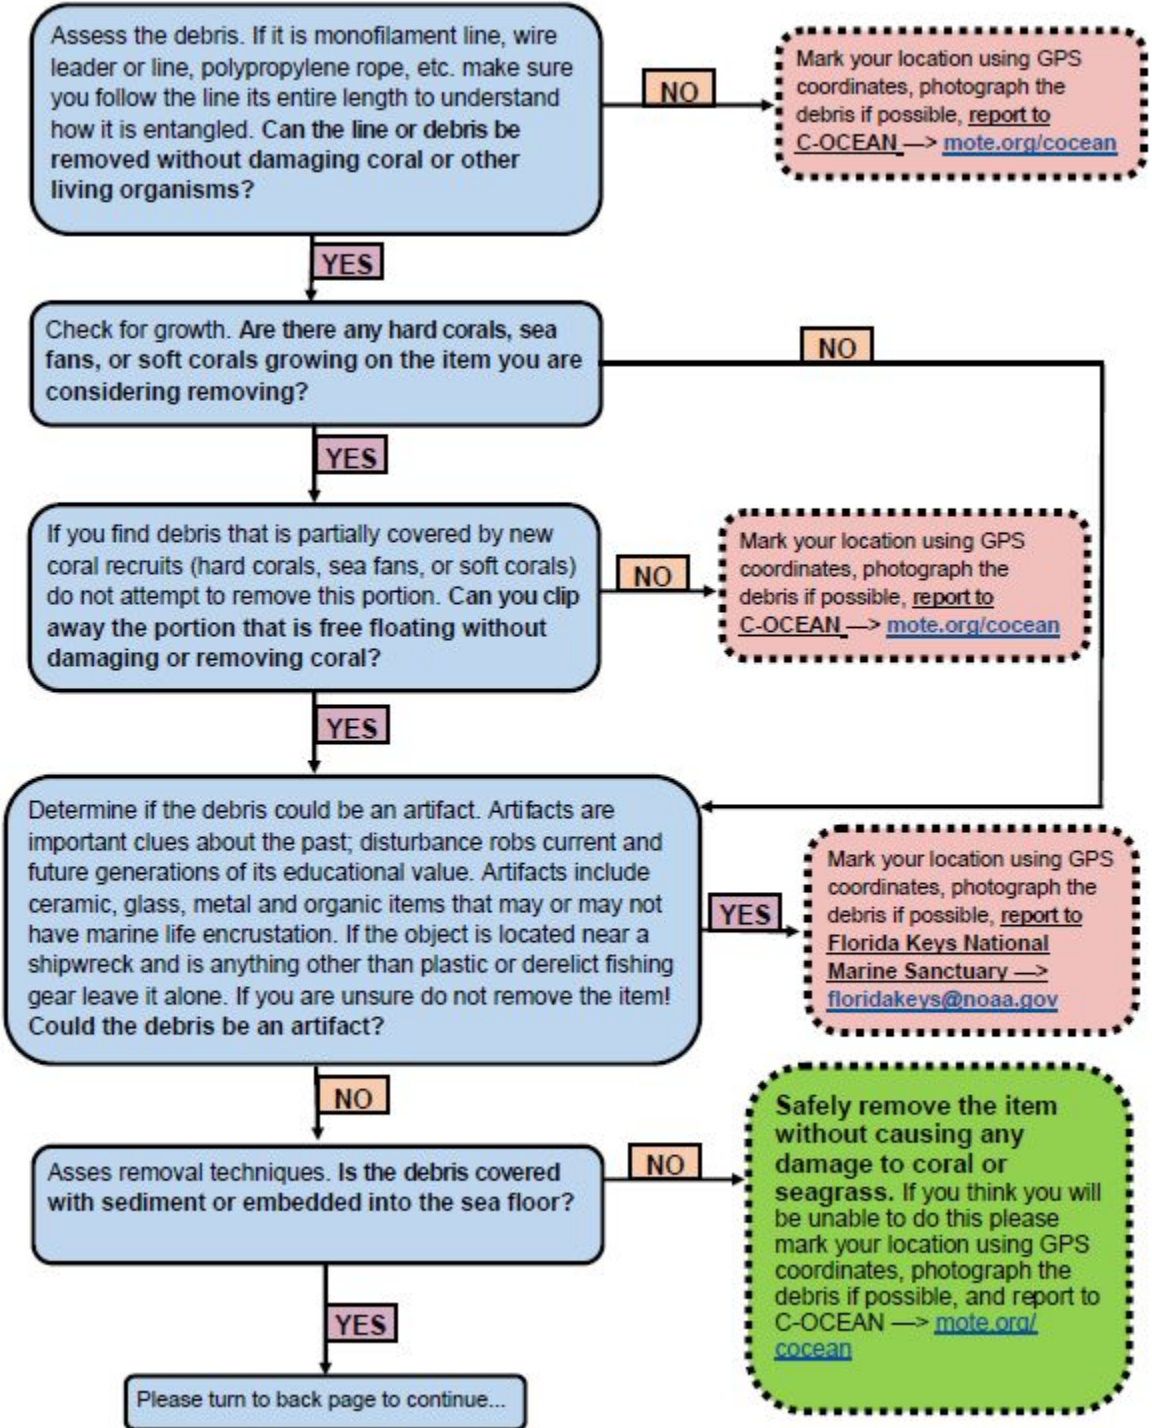 Assess the debris. If it is monofilament line, wire
leader or line, polypropylene rope, etc. make sure
you follow the line its entire length to understand
how it is entangled. Can the line or debris be
removed without damaging coral or other
living organisms?
NO
Mark your location using GPS
coordinates, photograph the
debris if possible, report to
C-OCEAN —> mote.org/cocean
YES
Check for growth. Are there any hard corals, sea
fans, or soft corals growing on the item you are
considering removing?
NO
YES
If you find debris that is partially covered by new
coral recruits (hard corals, sea fans, or soft corals)
do not attempt to remove this portion. Can you clip
away the portion that is free floating without
damaging or removing coral?
NO
Mark your location using GPS
coordinates, photograph the
debris if possible, report to
C-OCEAN —> mote.org/cocean
YES
Determine if the debris could be an artifact. Artifacts are
important clues about the past; disturbance robs current and
future generations of its educational value. Artifacts include
ceramic, glass, metal and organic items that may or may not
have marine life encrustation. If the object is located near a
shipwreck and is anything other than plastic or derelict fishing
gear leave it alone. If you are unsure do not remove the item!
Could the debris be an artifact?
YES
Mark your location using GPS
coordinates, photograph the
debris if possible, report to
Florida Keys National
Marine Sanctuary —>
floridakeys@noaa.gov
NO
Asses removal techniques. Is the debris covered
with sediment or embedded into the sea floor?
NO
Safely remove the item
without causing any
damage to coral or
seagrass. If you think you will
be unable to do this please
mark your location using GPS
coordinates, photograph the
debris if possible, and report to
C-OCEAN —> mote.org/
cocean
YES
Please turn to back page to continue...